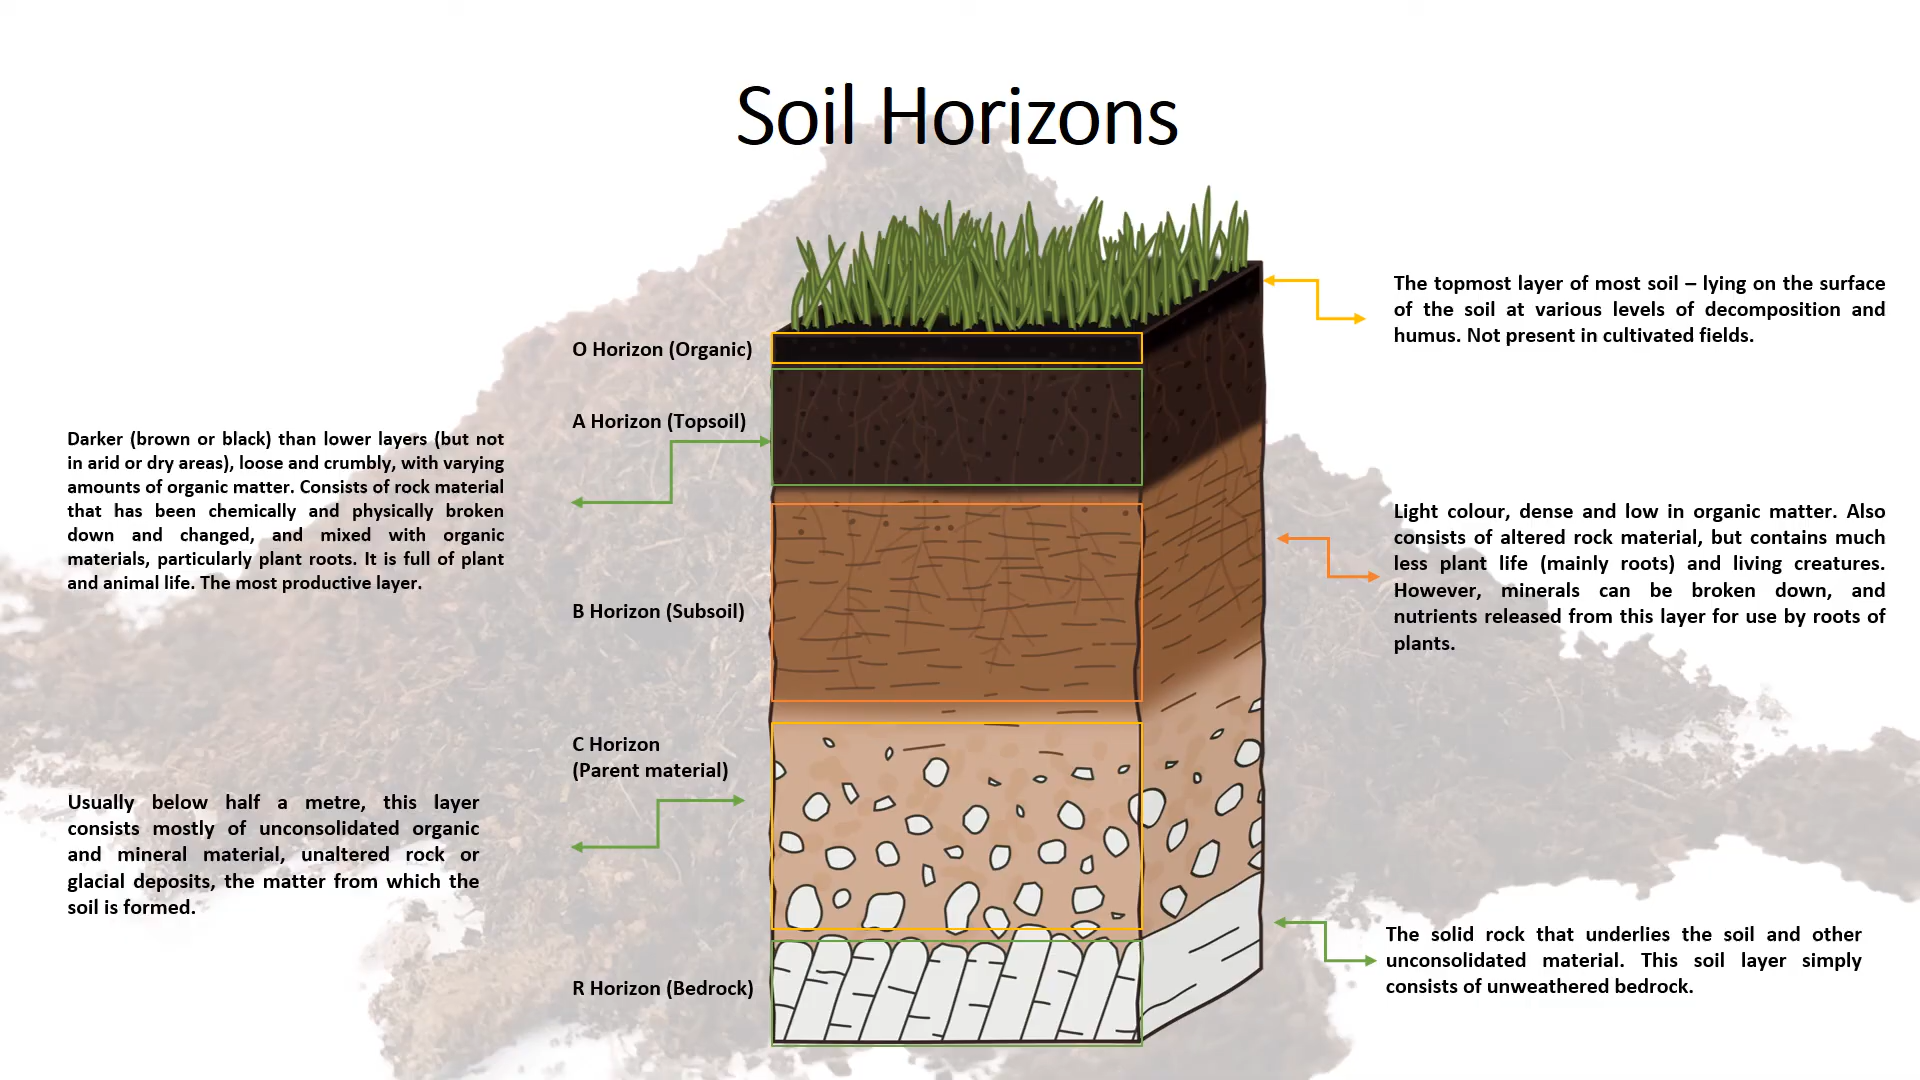 Soil Horizons
O Horizon (Organic)
The topmost layer of most soil – lying on the surface
of the soil at various levels of decomposition and
humus. Not present in cultivated fields.
A Horizon (Topsoil)
Darker (brown or black) than lower layers (but not
in arid or dry areas), loose and crumbly, with varying
amounts of organic matter. Consists of rock material
that has been chemically and physically broken
down and changed, and mixed with organic
materials, particularly plant roots. It is full of plant
and animal life. The most productive layer.
B Horizon (Subsoil)
Light colour, dense and low in organic matter. Also
consists of altered rock material, but contains much
less plant life (mainly roots) and living creatures.
However, minerals can be broken down, and
nutrients released from this layer for use by roots of
plants.
C Horizon
(Parent material)
Usually below half a metre, this layer
consists mostly of unconsolidated organic
and mineral material, unaltered rock or
glacial deposits, the matter from which the
soil is formed.
R Horizon (Bedrock)
The solid rock that underlies the soil and other
unconsolidated material. This soil layer simply
consists of unweathered bedrock.